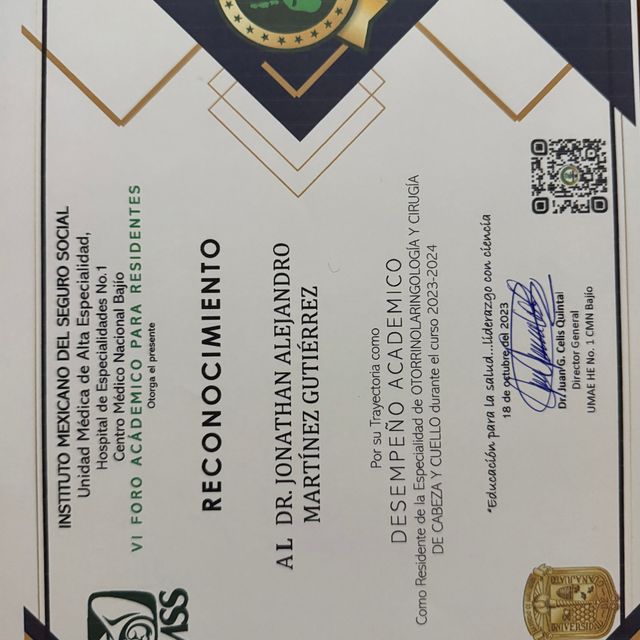 INSTITUTO MEXICANO DEL SEGURO SOCIAL
Unidad Médica de Alta Especialidad,
Hospital de Especialidades No.1
Centro Médico Nacional Bajío
VI FORO ACÁDEMICO PARA RESIDENTES
Otorga el presente
RECONOCIMIENTO
AL DR. JONATHAN ALEJANDRO
MARTÍNEZ GUTIÉRREZ
Por su Trayectoria como
DESEMPEÑO ACADEMICO
Como Residente de la Especialidad de OTORRINOLARINGOLOGÍA Y CIRUGÍA
DE CABEZA Y CUELLO durante el curso 2023-2024
"Educación para la salud...liderazgo con ciencia
18 de octubre del 2023
Dr. Juan G. Celis Quintal
Director General
UMAE HE No. 1 CMN Bajío